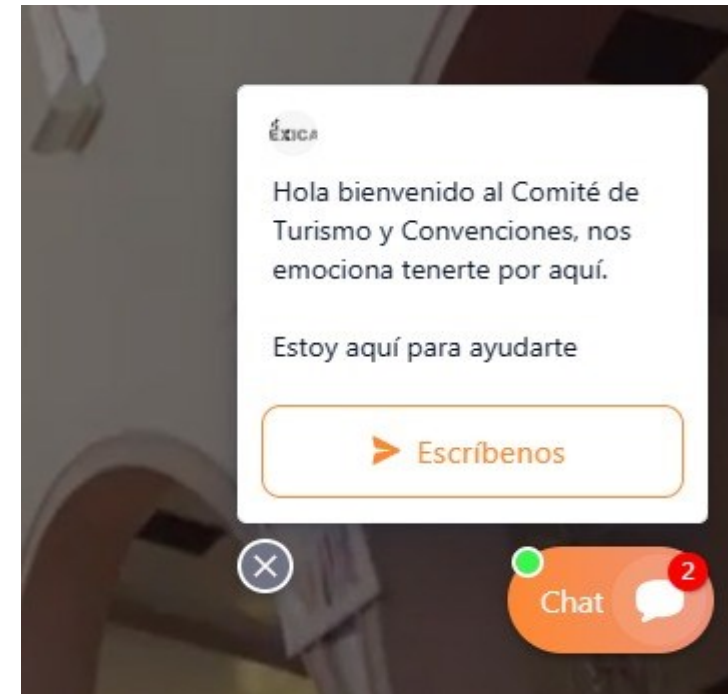 Hola bienvenido al Comité de
Turismo y Convenciones, nos
emociona tenerte por aquí.
Estoy aquí para ayudarte
Escríbenos
Chat
2